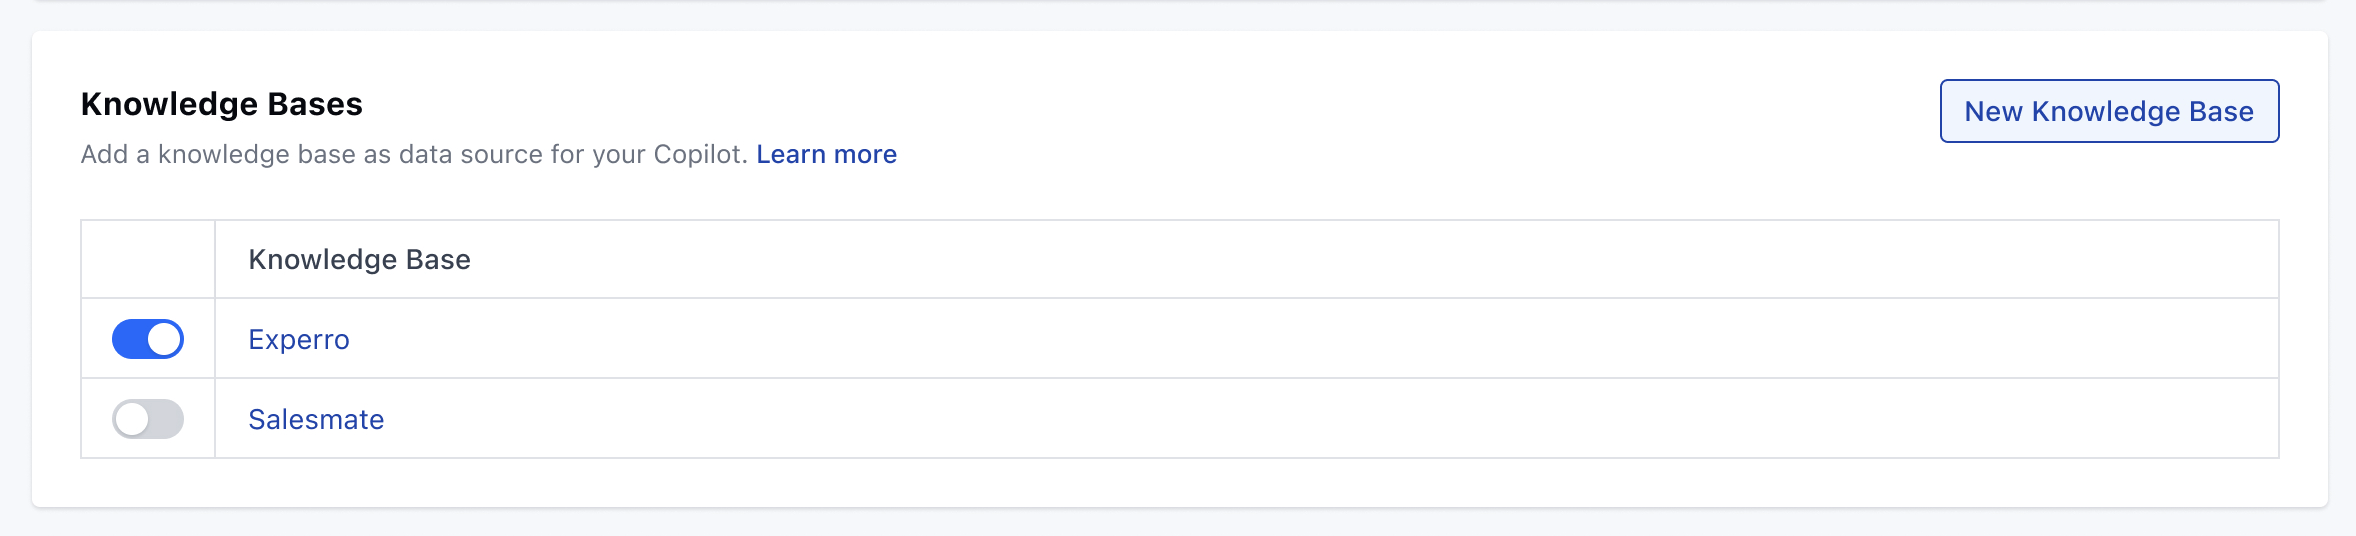 Knowledge Bases
New Knowledge Base
Add a knowledge base as data source for your Copilot. Learn more
Knowledge Base
Experro
Salesmate